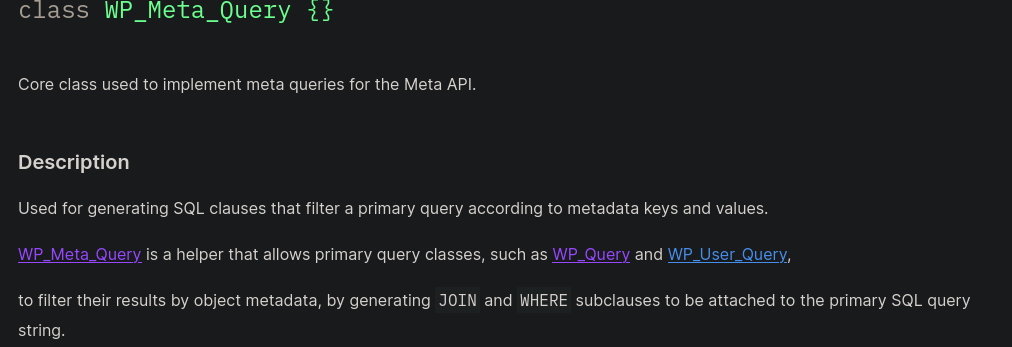 class WP_Meta_Query {}
Core class used to implement meta queries for the Meta API.
Description
Used for generating SQL clauses that filter a primary query according to metadata keys and values.
WP_Meta_Query is a helper that allows primary query classes, such as WP_Query and WP_User_Query,
to filter their results by object metadata, by generating JOIN and WHERE subclauses to be attached to the primary SQL query
string.